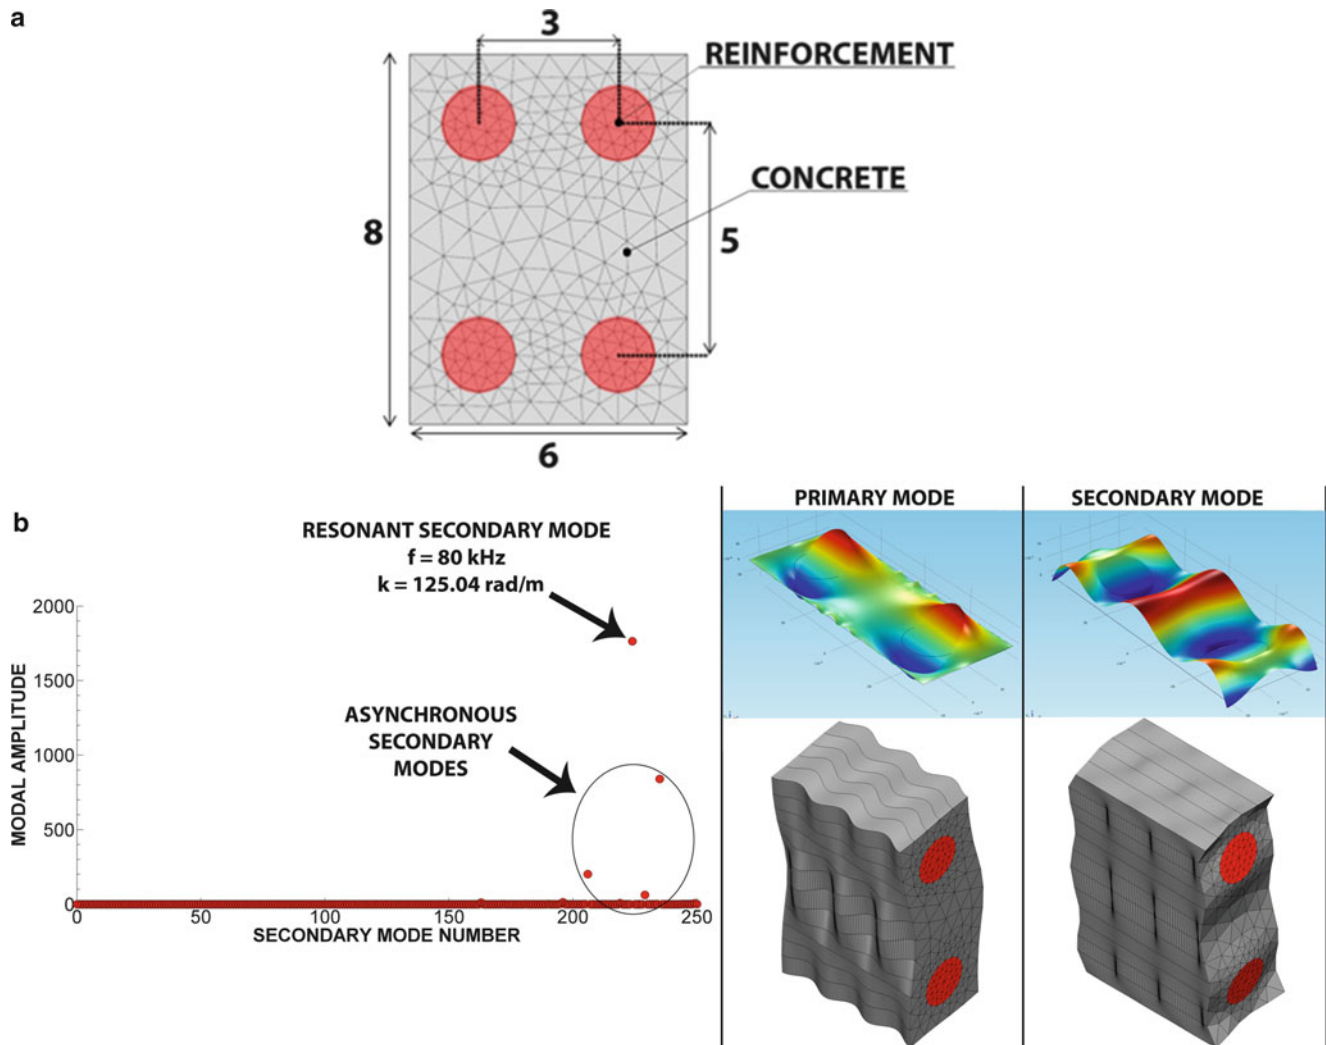 a
3
REINFORCEMENT
CONCRETE
8
5
6
b
RESONANT SECONDARY MODE
f = 80 kHz
k = 125.04 rad/m
ASYNCHRONOUS
SECONDARY
MODES
MODAL AMPLITUDE
2000
1500
1000
500
0
0 50 100 150 200 250
SECONDARY MODE NUMBER
PRIMARY MODE
SECONDARY MODE